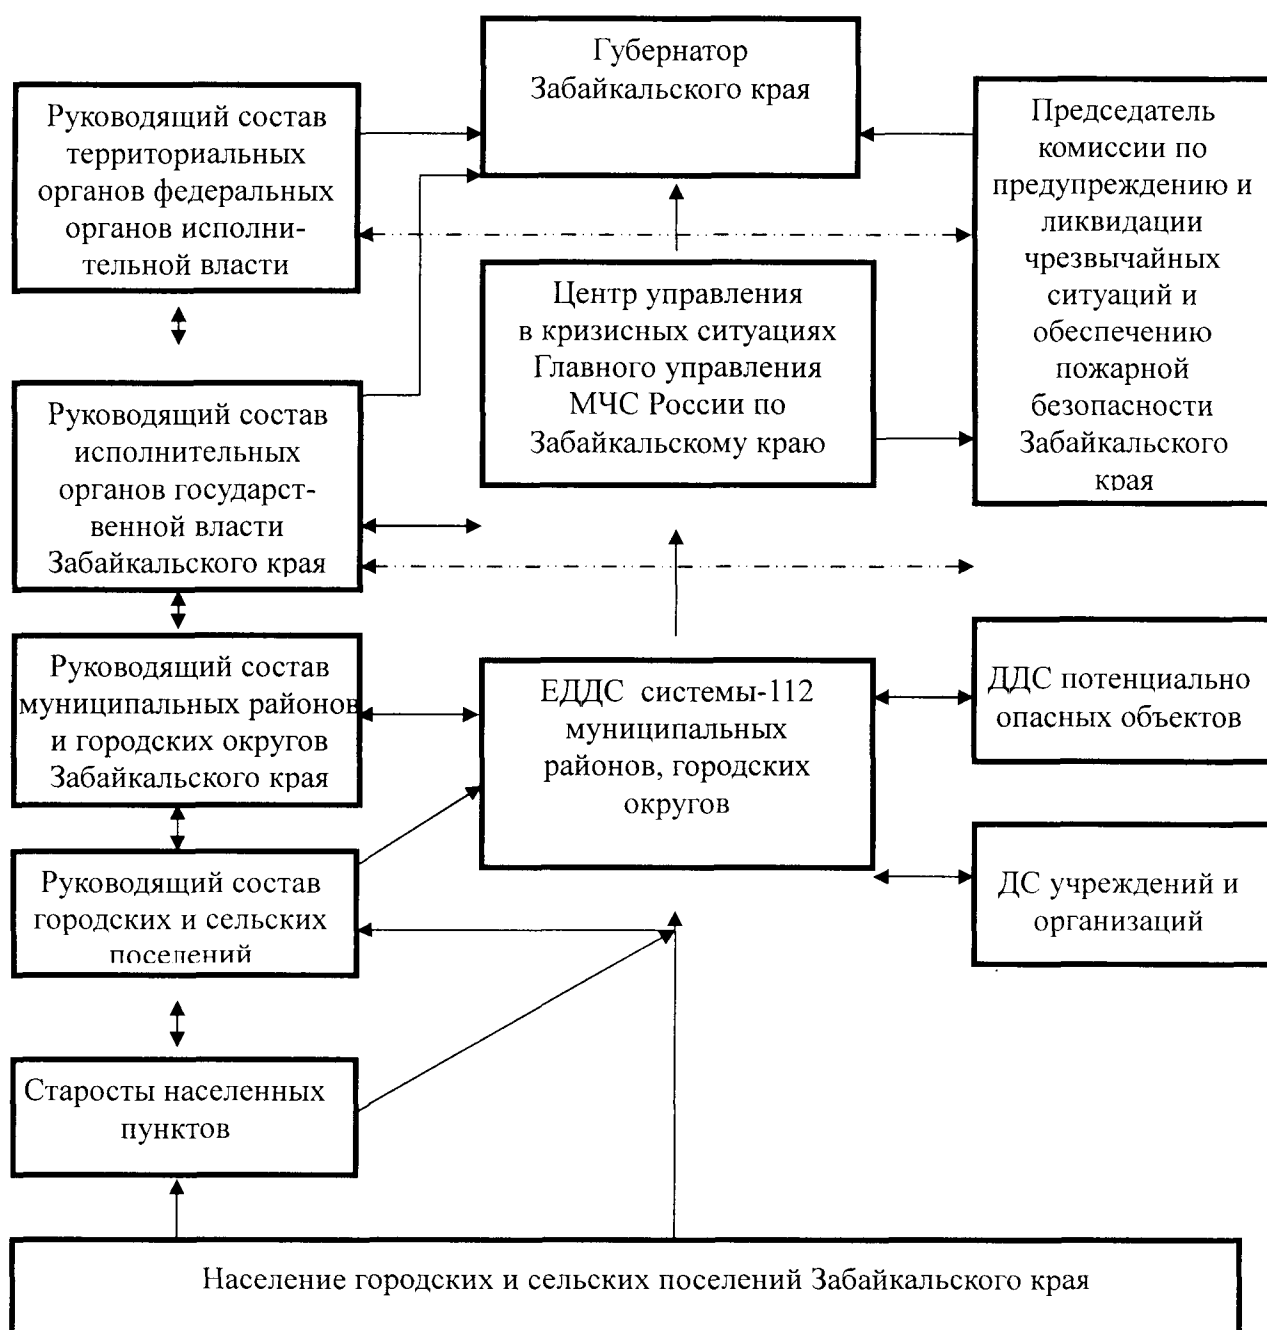 Губернатор
Забайкальского края
Руководящий состав
территориальных
органов федеральных
органов исполни-
тельной власти
Председатель
комиссии по
предупреждению и
ликвидации
чрезвычайных
ситуаций и
обеспечению
пожарной
безопасности
Забайкальского
края
Центр управления
в кризисных ситуациях
Главного управления
МЧС России по
Забайкальскому краю
Руководящий состав
исполнительных
органов государст-
венной власти
Забайкальского края
Руководящий состав
муниципальных районов
и городских округов
Забайкальского края
ЕДДС системы-112
муниципальных
районов, городских
округов
ДДС потенциально
опасных объектов
Руководящий состав
городских и сельских
поселений
ДС учреждений и
организаций
Старосты населенных
пунктов
Население городских и сельских поселений Забайкальского края